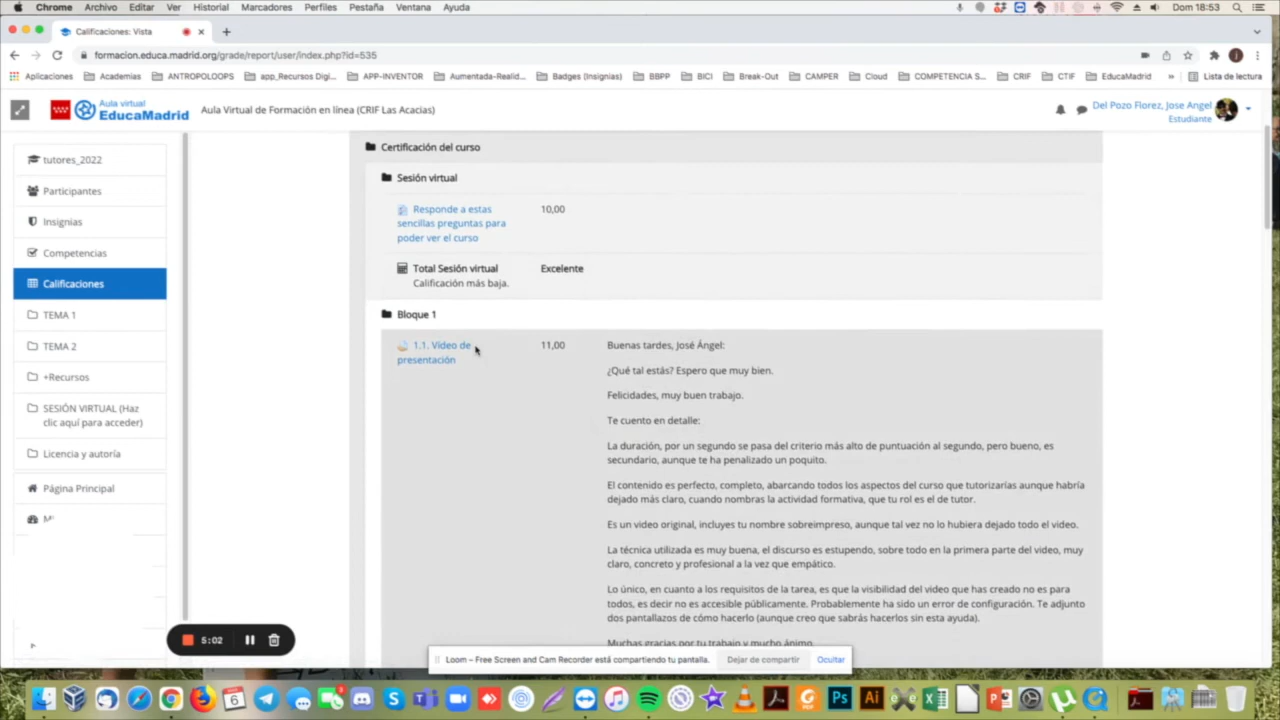 Chrome Archivo Editar Ver Historial Marcadores Perfiles Pestaña Ventana Ayuda Dom 18:53
Calificaciones: Vista
formacion.educa.madrid.org/grade/report/user/index.php?id=535
Aplicaciones Academias ANTROPOLOOPS app_Recursos Digi... APP-INVENTOR Aumentada-Realid... Badges (Insignias) BBPP BICI Break-Out CAMPER Cloud COMPETENCIA S... CRIF CTIF EducaMadrid » Lista de lectura
Aula virtual
EducaMadrid
Aula Virtual de Formación en línea (CRIF Las Acacias)
Del Pozo Florez, Jose Angel
Estudiante
tutores_2022
Participantes
Insignias
Competencias
Calificaciones
TEMA 1
TEMA 2
+Recursos
SESIÓN VIRTUAL (Haz
clic aquí para acceder)
Licencia y autoría
Página Principal
Certificación del curso
Sesión virtual
Responde a estas
sencillas preguntas para
poder ver el curso
10,00
Total Sesión virtual
Calificación más baja.
Excelente
Bloque 1
1.1. Vídeo de
presentación
11,00
Buenas tardes, José Ángel:
¿Qué tal estás? Espero que muy bien.
Felicidades, muy buen trabajo.
Te cuento en detalle:
La duración, por un segundo se pasa del criterio más alto de puntuación al segundo, pero bueno, es
secundario, aunque te ha penalizado un poquito.
El contenido es perfecto, completo, abarcando todos los aspectos del curso que tutorizarías aunque habría
dejado más claro, cuando nombras la actividad formativa, que tu rol es el de tutor.
Es un video original, incluyes tu nombre sobreimpreso, aunque tal vez no lo hubiera dejado todo el video.
La técnica utilizada es muy buena, el discurso es estupendo, sobre todo en la primera parte del video, muy
claro, concreto y profesional a la vez que empático.
Lo único, en cuanto a los requisitos de la tarea, es que la visibilidad del video que has creado no es para
todos, es decir no es accesible públicamente. Probablemente ha sido un error de configuración. Te adjunto
dos pantallazos de cómo hacerlo (aunque creo que sabrás hacerlos sin esta ayuda).
Muchas gracias por tu trabajo y mucho ánimo.
5:02
Loom – Free Screen and Cam Recorder está compartiendo tu pantalla. Dejar de compartir Ocultar